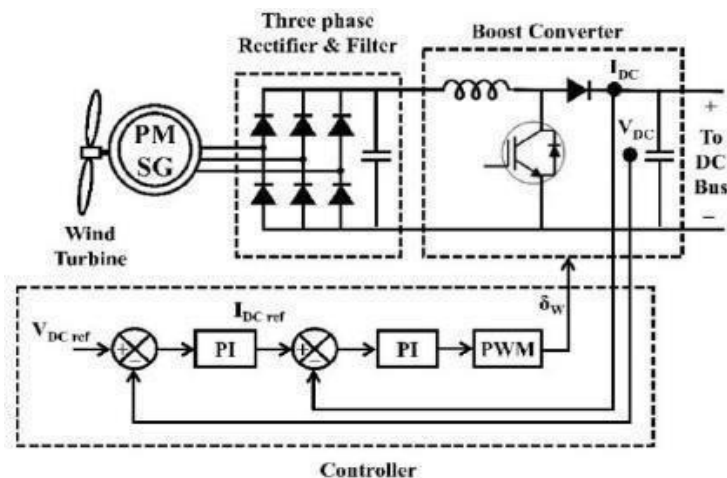 Three phase
Rectifier & Filter
Boost Converter
I_DC
PM
SG
V_DC
+
To
DC
Bus
−
Wind
Turbine
δ_W
V_DC ref
I_DC ref
+
−
PI
+
−
PI
PWM
Controller